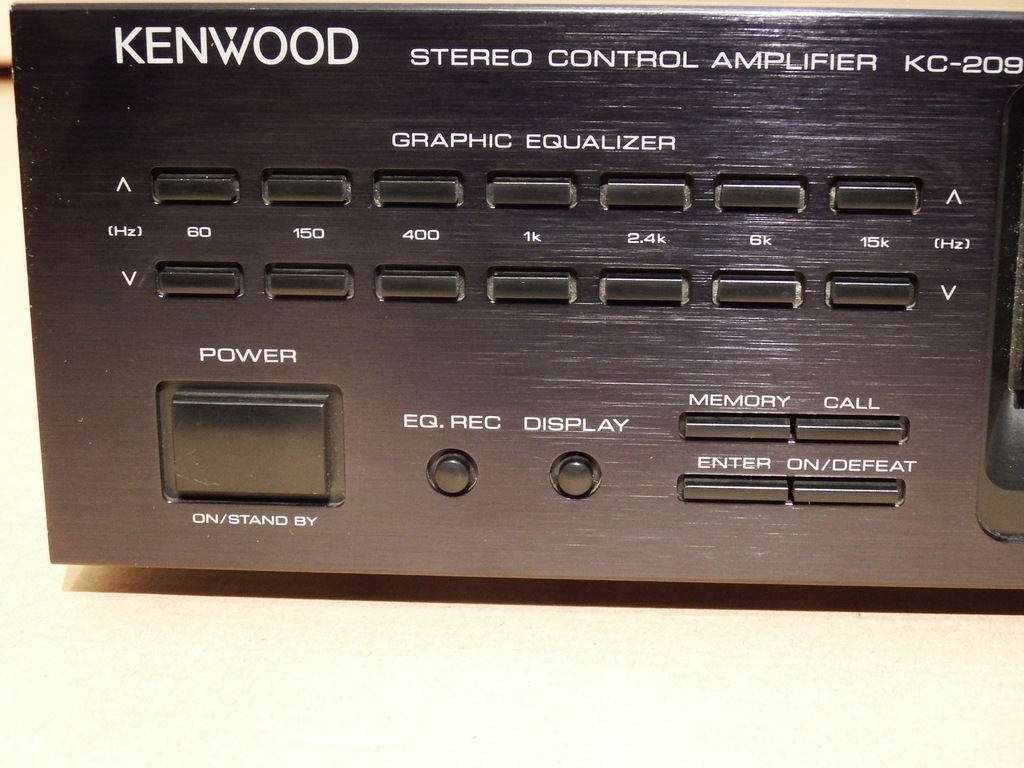 KENWOOD STEREO CONTROL AMPLIFIER KC-209
GRAPHIC EQUALIZER
(Hz) 60 150 400 1k 2.4k 6k 15k (Hz)
POWER
MEMORY CALL
EQ. REC DISPLAY
ENTER ON/DEFEAT
ON/STAND BY